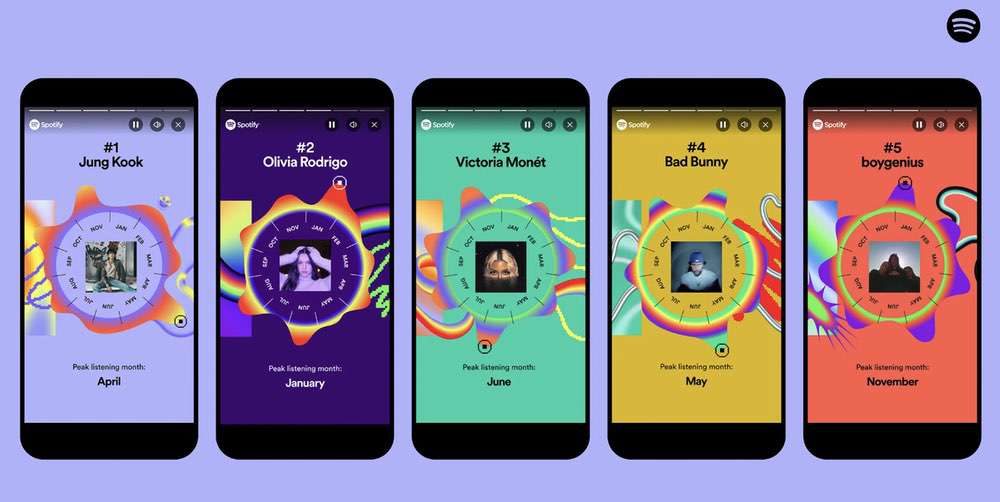 Spotify
#1
Jung Kook
JAN
FEB
MAR
APR
MAY
JUN
JUL
AUG
SEP
OCT
NOV
Peak listening month:
April
Spotify
#2
Olivia Rodrigo
JAN
FEB
MAR
APR
MAY
JUN
JUL
AUG
SEP
OCT
NOV
Peak listening month:
January
Spotify
#3
Victoria Monét
JAN
FEB
MAR
APR
MAY
JUN
JUL
AUG
SEP
OCT
NOV
Peak listening month:
June
Spotify
#4
Bad Bunny
JAN
FEB
MAR
APR
MAY
JUN
JUL
AUG
SEP
OCT
NOV
Peak listening month:
May
Spotify
#5
boygenius
JAN
FEB
MAR
APR
MAY
JUN
JUL
AUG
SEP
OCT
NOV
Peak listening month:
November